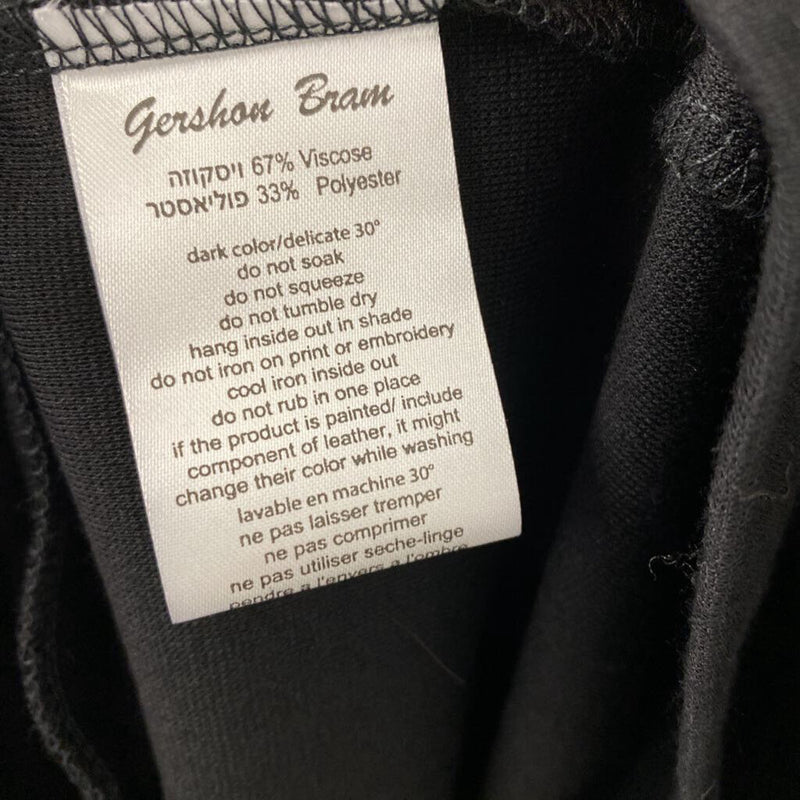 Gershon Bram
ויסקוזה 67% Viscose
פוליאסטר 33% Polyester
dark color/delicate 30°
do not soak
do not squeeze
do not tumble dry
hang inside out in shade
do not iron on print or embroidery
cool iron inside out
do not rub in one place
if the product is painted/ include
component of leather, it might
change their color while washing
lavable en machine 30°
ne pas laisser tremper
ne pas comprimer
ne pas utiliser seche-linge
pendre a l'envers a l'ombre